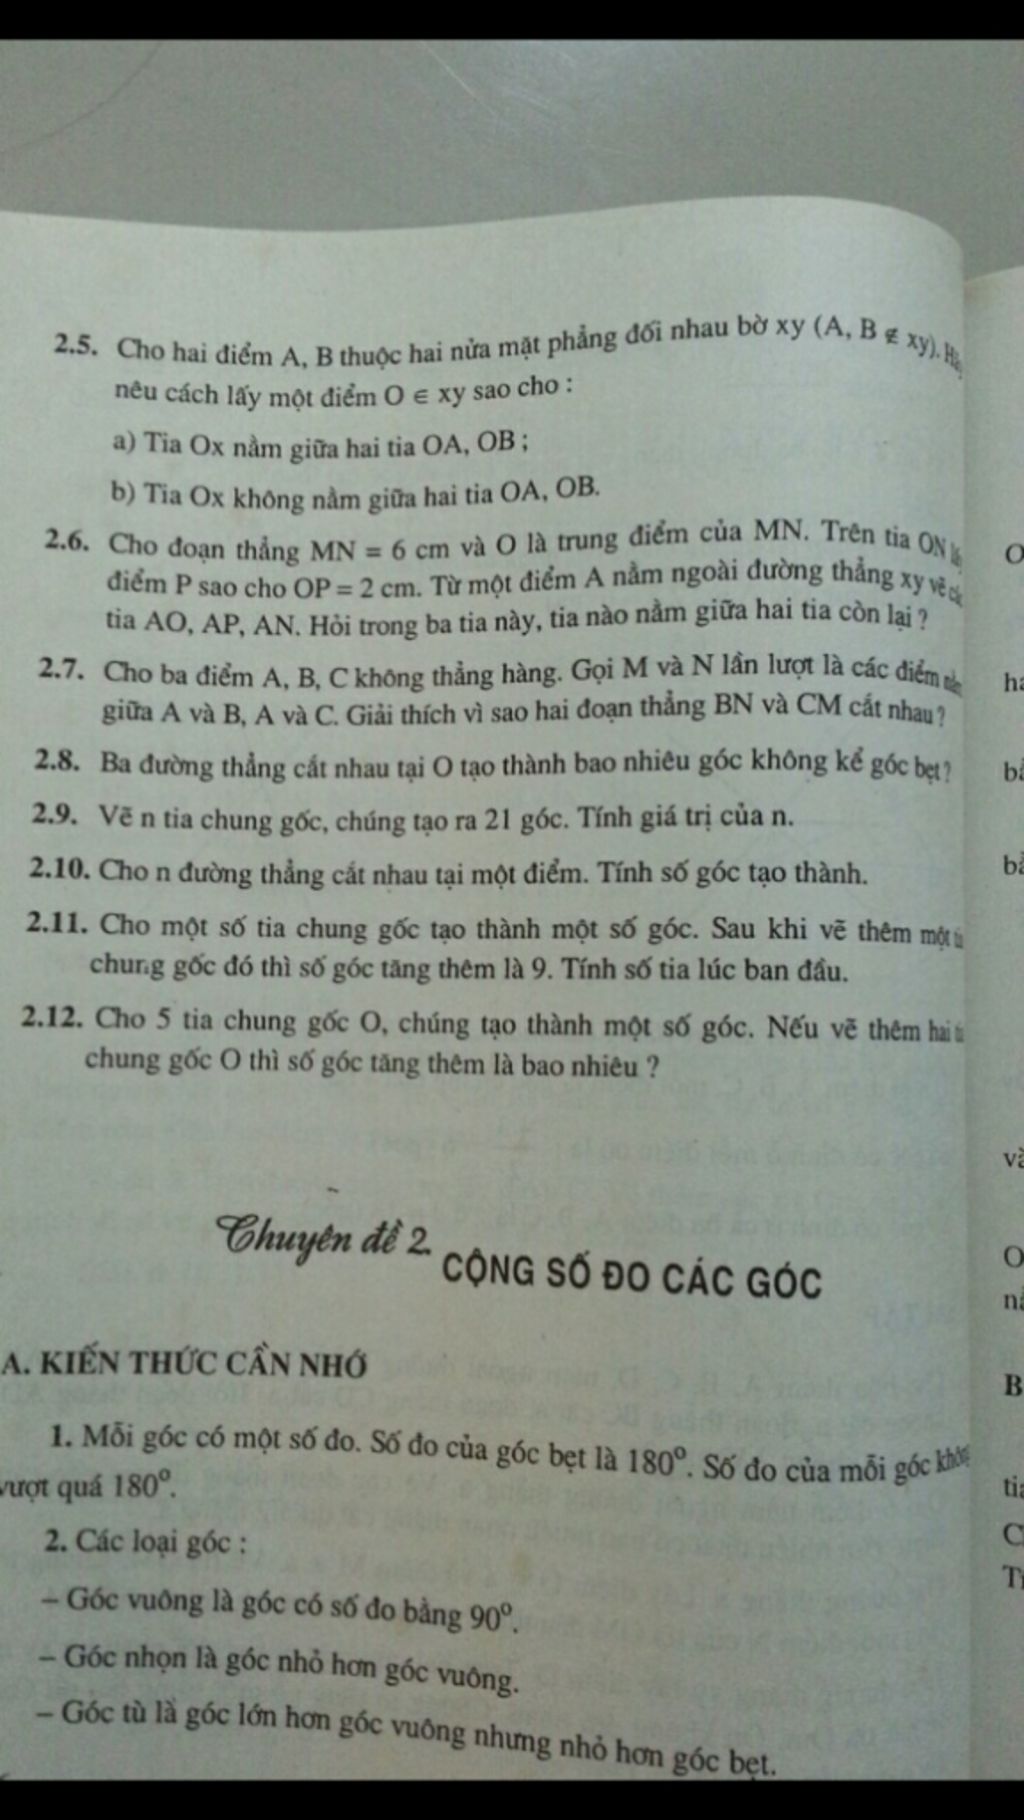 2.5. Cho hai điểm A, B thuộc hai nửa mặt phẳng đối nhau bờ xy (A, B ∉ xy). Hãy
nêu cách lấy một điểm O ∈ xy sao cho :
a) Tia Ox nằm giữa hai tia OA, OB ;
b) Tia Ox không nằm giữa hai tia OA, OB.
2.6. Cho đoạn thẳng MN = 6 cm và O là trung điểm của MN. Trên tia ON
điểm P sao cho OP = 2 cm. Từ một điểm A nằm ngoài đường thẳng xy vẽ
tia AO, AP, AN. Hỏi trong ba tia này, tia nào nằm giữa hai tia còn lại ?
2.7. Cho ba điểm A, B, C không thẳng hàng. Gọi M và N lần lượt là các điểm
giữa A và B, A và C. Giải thích vì sao hai đoạn thẳng BN và CM cắt nhau ?
2.8. Ba đường thẳng cắt nhau tại O tạo thành bao nhiêu góc không kể góc bẹt ?
2.9. Vẽ n tia chung gốc, chúng tạo ra 21 góc. Tính giá trị của n.
2.10. Cho n đường thẳng cắt nhau tại một điểm. Tính số góc tạo thành.
2.11. Cho một số tia chung gốc tạo thành một số góc. Sau khi vẽ thêm một
chung gốc đó thì số góc tăng thêm là 9. Tính số tia lúc ban đầu.
2.12. Cho 5 tia chung gốc O, chúng tạo thành một số góc. Nếu vẽ thêm hai
chung gốc O thì số góc tăng thêm là bao nhiêu ?
Chuyên đề 2.
CỘNG SỐ ĐO CÁC GÓC
A. KIẾN THỨC CẦN NHỚ
1. Mỗi góc có một số đo. Số đo của góc bẹt là 180°. Số đo của mỗi góc không
vượt quá 180°.
2. Các loại góc :
– Góc vuông là góc có số đo bằng 90°.
– Góc nhọn là góc nhỏ hơn góc vuông.
– Góc tù là góc lớn hơn góc vuông nhưng nhỏ hơn góc bẹt.